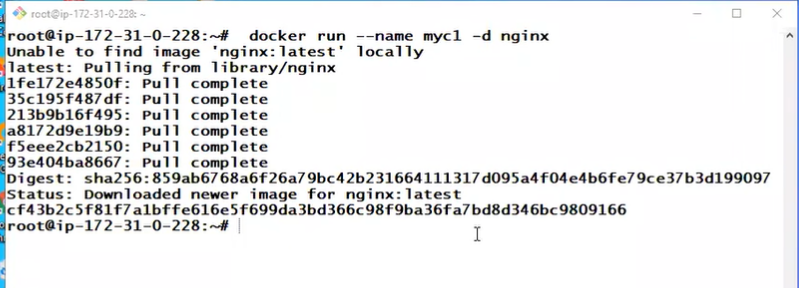 root@ip-172-31-0-228: ~
root@ip-172-31-0-228:~#  docker run --name myc1 -d nginx
Unable to find image 'nginx:latest' locally
latest: Pulling from library/nginx
1fe172e4850f: Pull complete
35c195f487df: Pull complete
213b9b16f495: Pull complete
a8172d9e19b9: Pull complete
f5eee2cb2150: Pull complete
93e404ba8667: Pull complete
Digest: sha256:859ab6768a6f26a79bc42b231664111317d095a4f04e4b6fe79ce37b3d199097
Status: Downloaded newer image for nginx:latest
cf43b2c5f81f7a1bffe616e5f699da3bd366c98f9ba36fa7bd8d346bc9809166
root@ip-172-31-0-228:~#